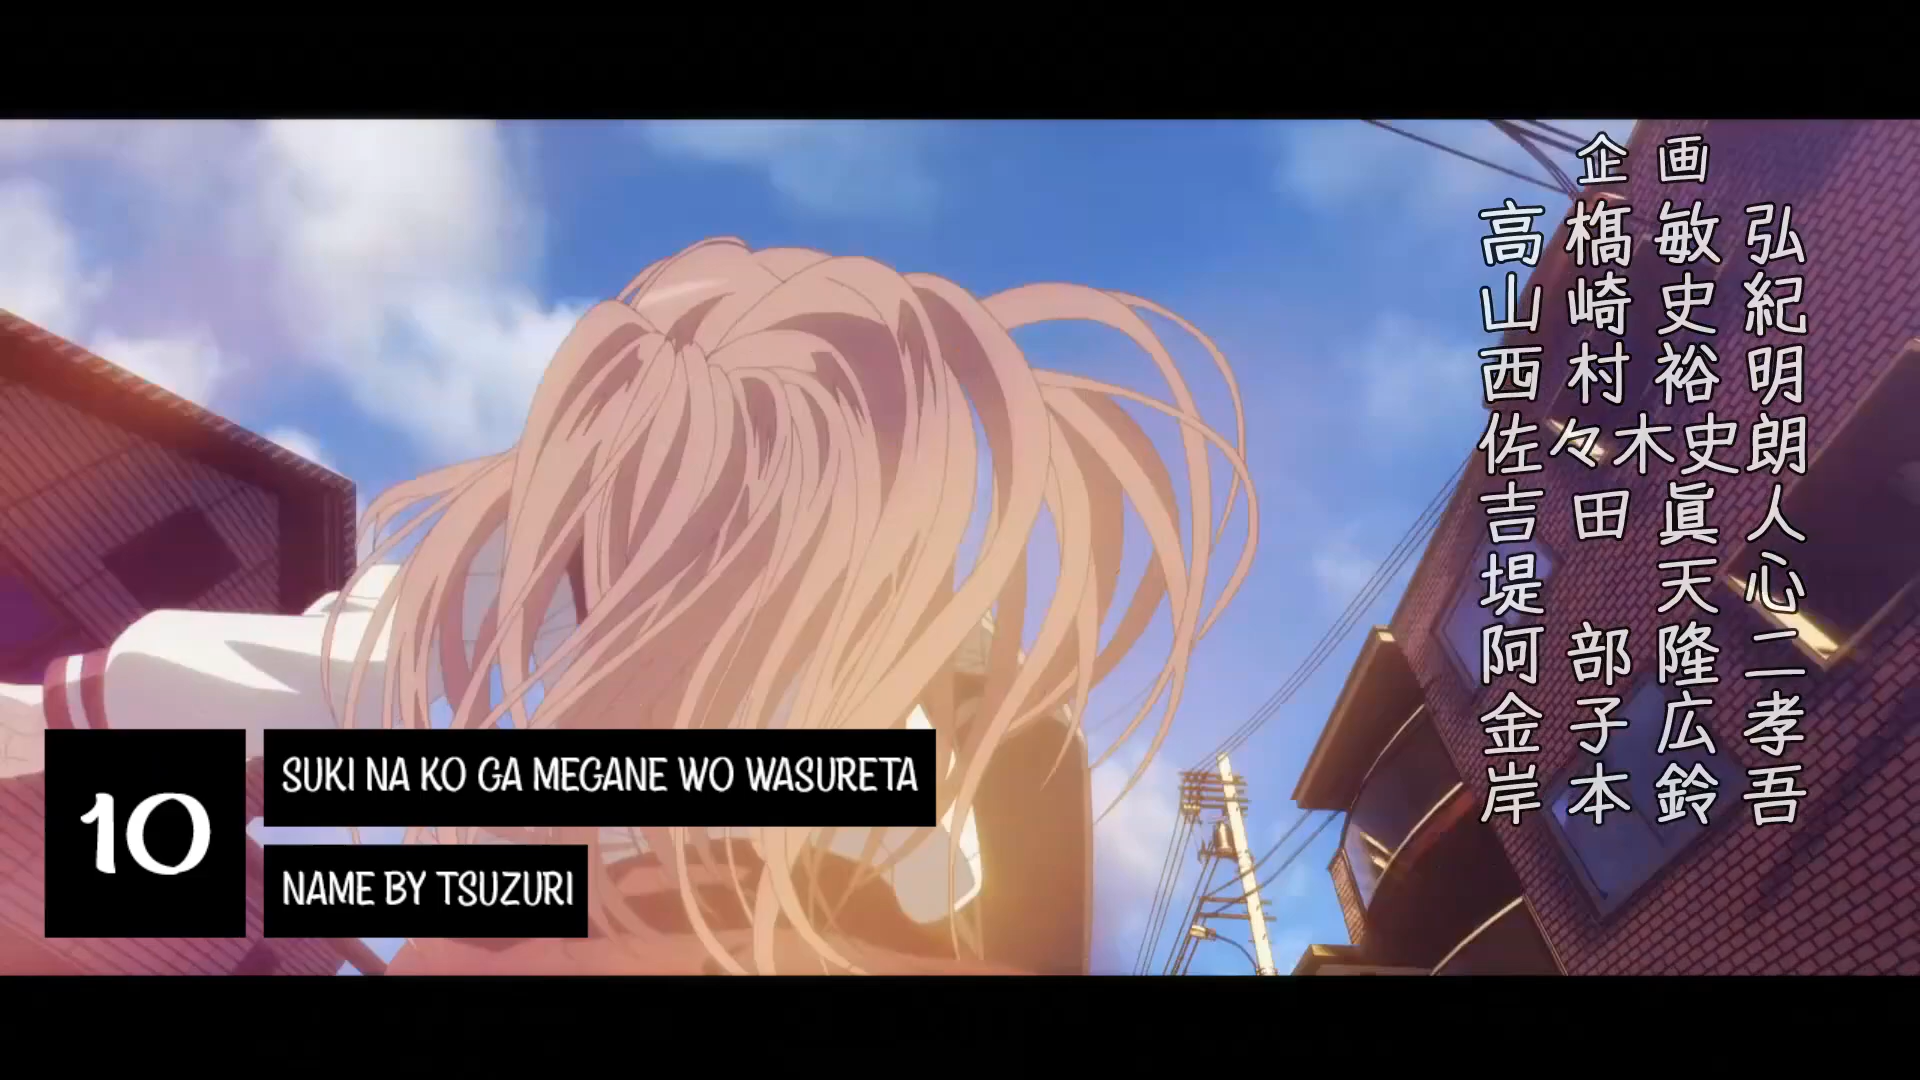 企画
高橋敏弘
山崎史紀
西村裕明
佐々木史朗
吉田眞人
堤天心
阿部隆二
金子広孝
岸本鈴吾
10
SUKI NA KO GA MEGANE WO WASURETA
NAME BY TSUZURI